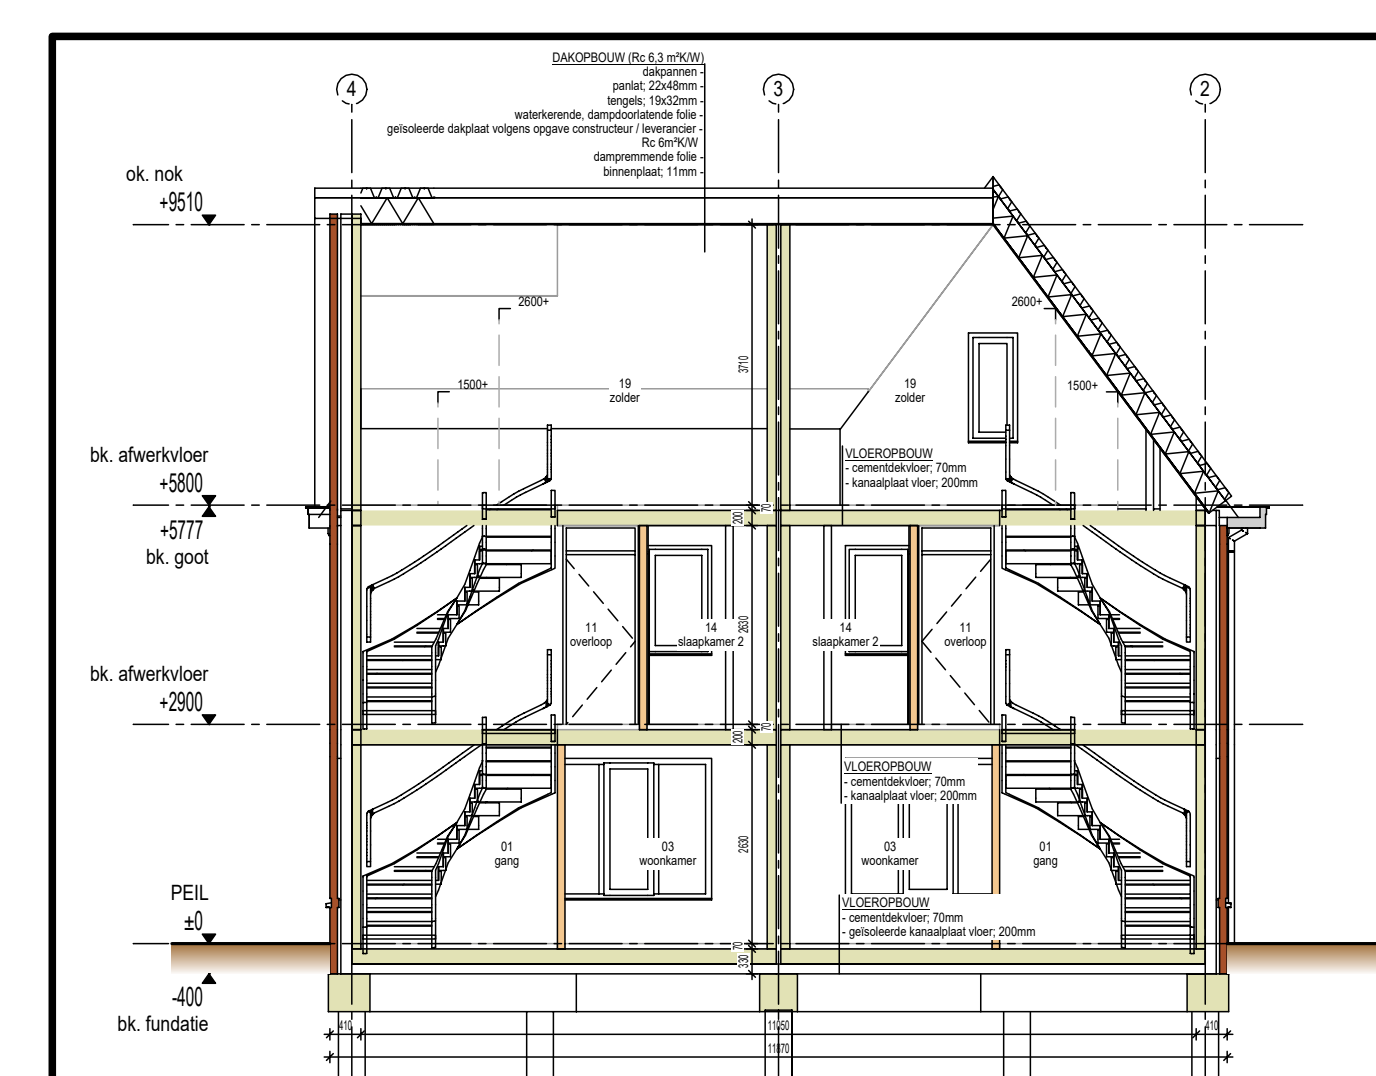 DAKOPBOUW (Rc 6,3 m²K/W)
dakpannen -
panlat; 22x48mm -
tengels; 19x32mm -
waterkerende, dampdoorlatende folie -
geïsoleerde dakplaat volgens opgave constructeur / leverancier -
Rc 6m²K/W
dampremmende folie -
binnenplaat; 11mm -
4
3
2
ok. nok
+9510
2600+
2600+
3710
1500+
19
zolder
19
zolder
1500+
bk. afwerkvloer
+5800
VLOEROPBOUW
- cementdekvloer; 70mm
- kanaalplaat vloer; 200mm
+5777
bk. goot
70
200
11
overloop
14
slaapkamer 2
2630
14
slaapkamer 2
11
overloop
bk. afwerkvloer
+2900
70
200
VLOEROPBOUW
- cementdekvloer; 70mm
- kanaalplaat vloer; 200mm
01
gang
03
woonkamer
2630
03
woonkamer
01
gang
PEIL
±0
VLOEROPBOUW
- cementdekvloer; 70mm
- geïsoleerde kanaalplaat vloer; 200mm
70
330
-400
bk. fundatie
410
11050
410
11870